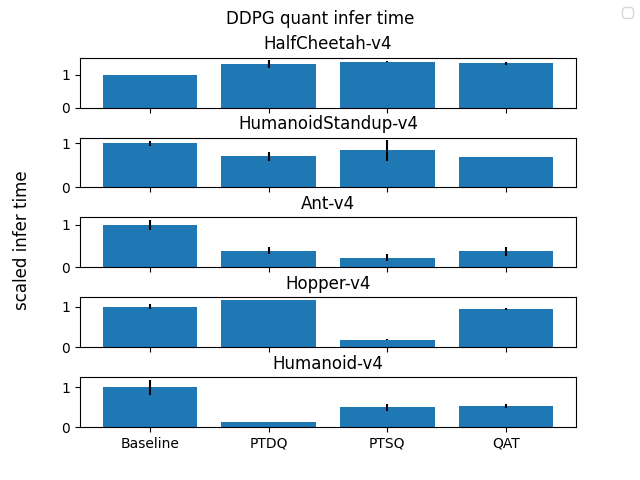 DDPG quant infer time
HalfCheetah-v4
1
0
HumanoidStandup-v4
1
0
Ant-v4
1
0
Hopper-v4
1
0
Humanoid-v4
1
0
Baseline PTDQ PTSQ QAT
scaled infer time